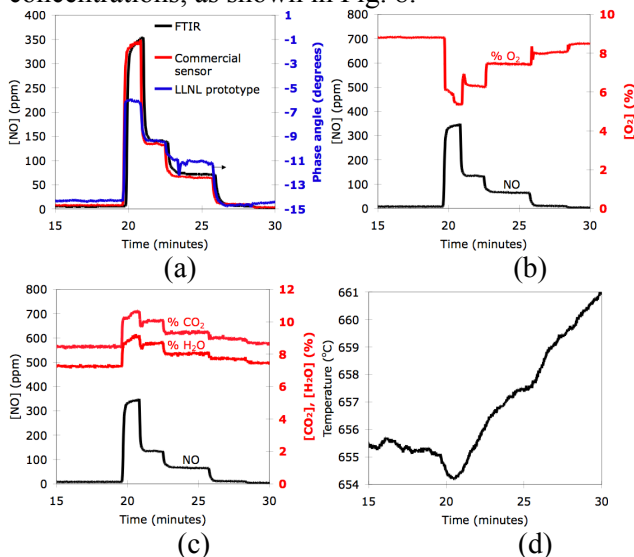 concentrations, as shown in Fig. 6.
400
350
300
250
200
150
100
50
0
[NO] (ppm)
FTIR
Commercial
sensor
LLNL prototype
1
-1
-3
-5
-7
-9
-11
-13
-15
Phase angle (degrees)
15 20 25 30
Time (minutes)
(a)
800
700
600
500
400
300
200
100
0
[NO] (ppm)
% O₂
NO
10
8
6
4
2
0
[O₂] (%)
15 20 25 30
Time (minutes)
(b)
800
700
600
500
400
300
200
100
0
[NO] (ppm)
% CO₂
% H₂O
NO
12
10
8
6
4
2
0
[CO₂], [H₂O] (%)
15 20 25 30
Time (minutes)
(c)
661
660
659
658
657
656
655
654
Temperature (°C)
15 20 25 30
Time (minutes)
(d)